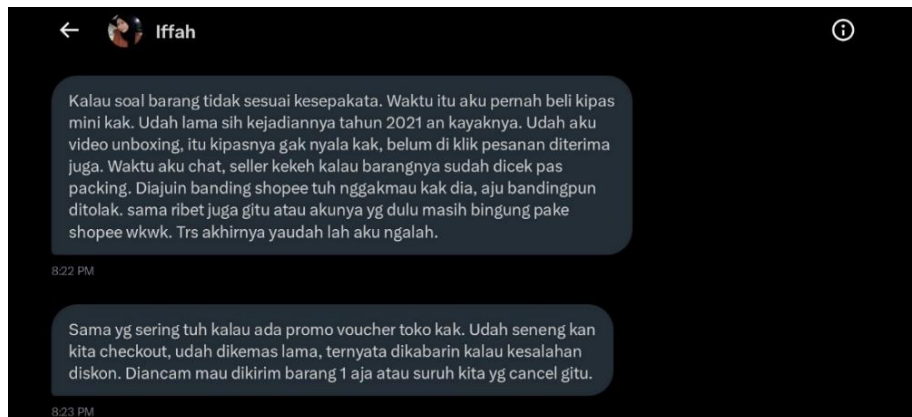 Iffah
Kalau soal barang tidak sesuai kesepakata. Waktu itu aku pernah beli kipas
mini kak. Udah lama sih kejadiannya tahun 2021 an kayaknya. Udah aku
video unboxing, itu kipasnya gak nyala kak, belum di klik pesanan diterima
juga. Waktu aku chat, seller kekeh kalau barangnya sudah dicek pas
packing. Diajuin banding shopee tuh nggakmau kak dia, aju bandingpun
ditolak. sama ribet juga gitu atau akunya yg dulu masih bingung pake
shopee wkwk. Trs akhirnya yaudah lah aku ngalah.
8:22 PM
Sama yg sering tuh kalau ada promo voucher toko kak. Udah seneng kan
kita checkout, udah dikemas lama, ternyata dikabarin kalau kesalahan
diskon. Diancam mau dikirim barang 1 aja atau suruh kita yg cancel gitu.
8:23 PM